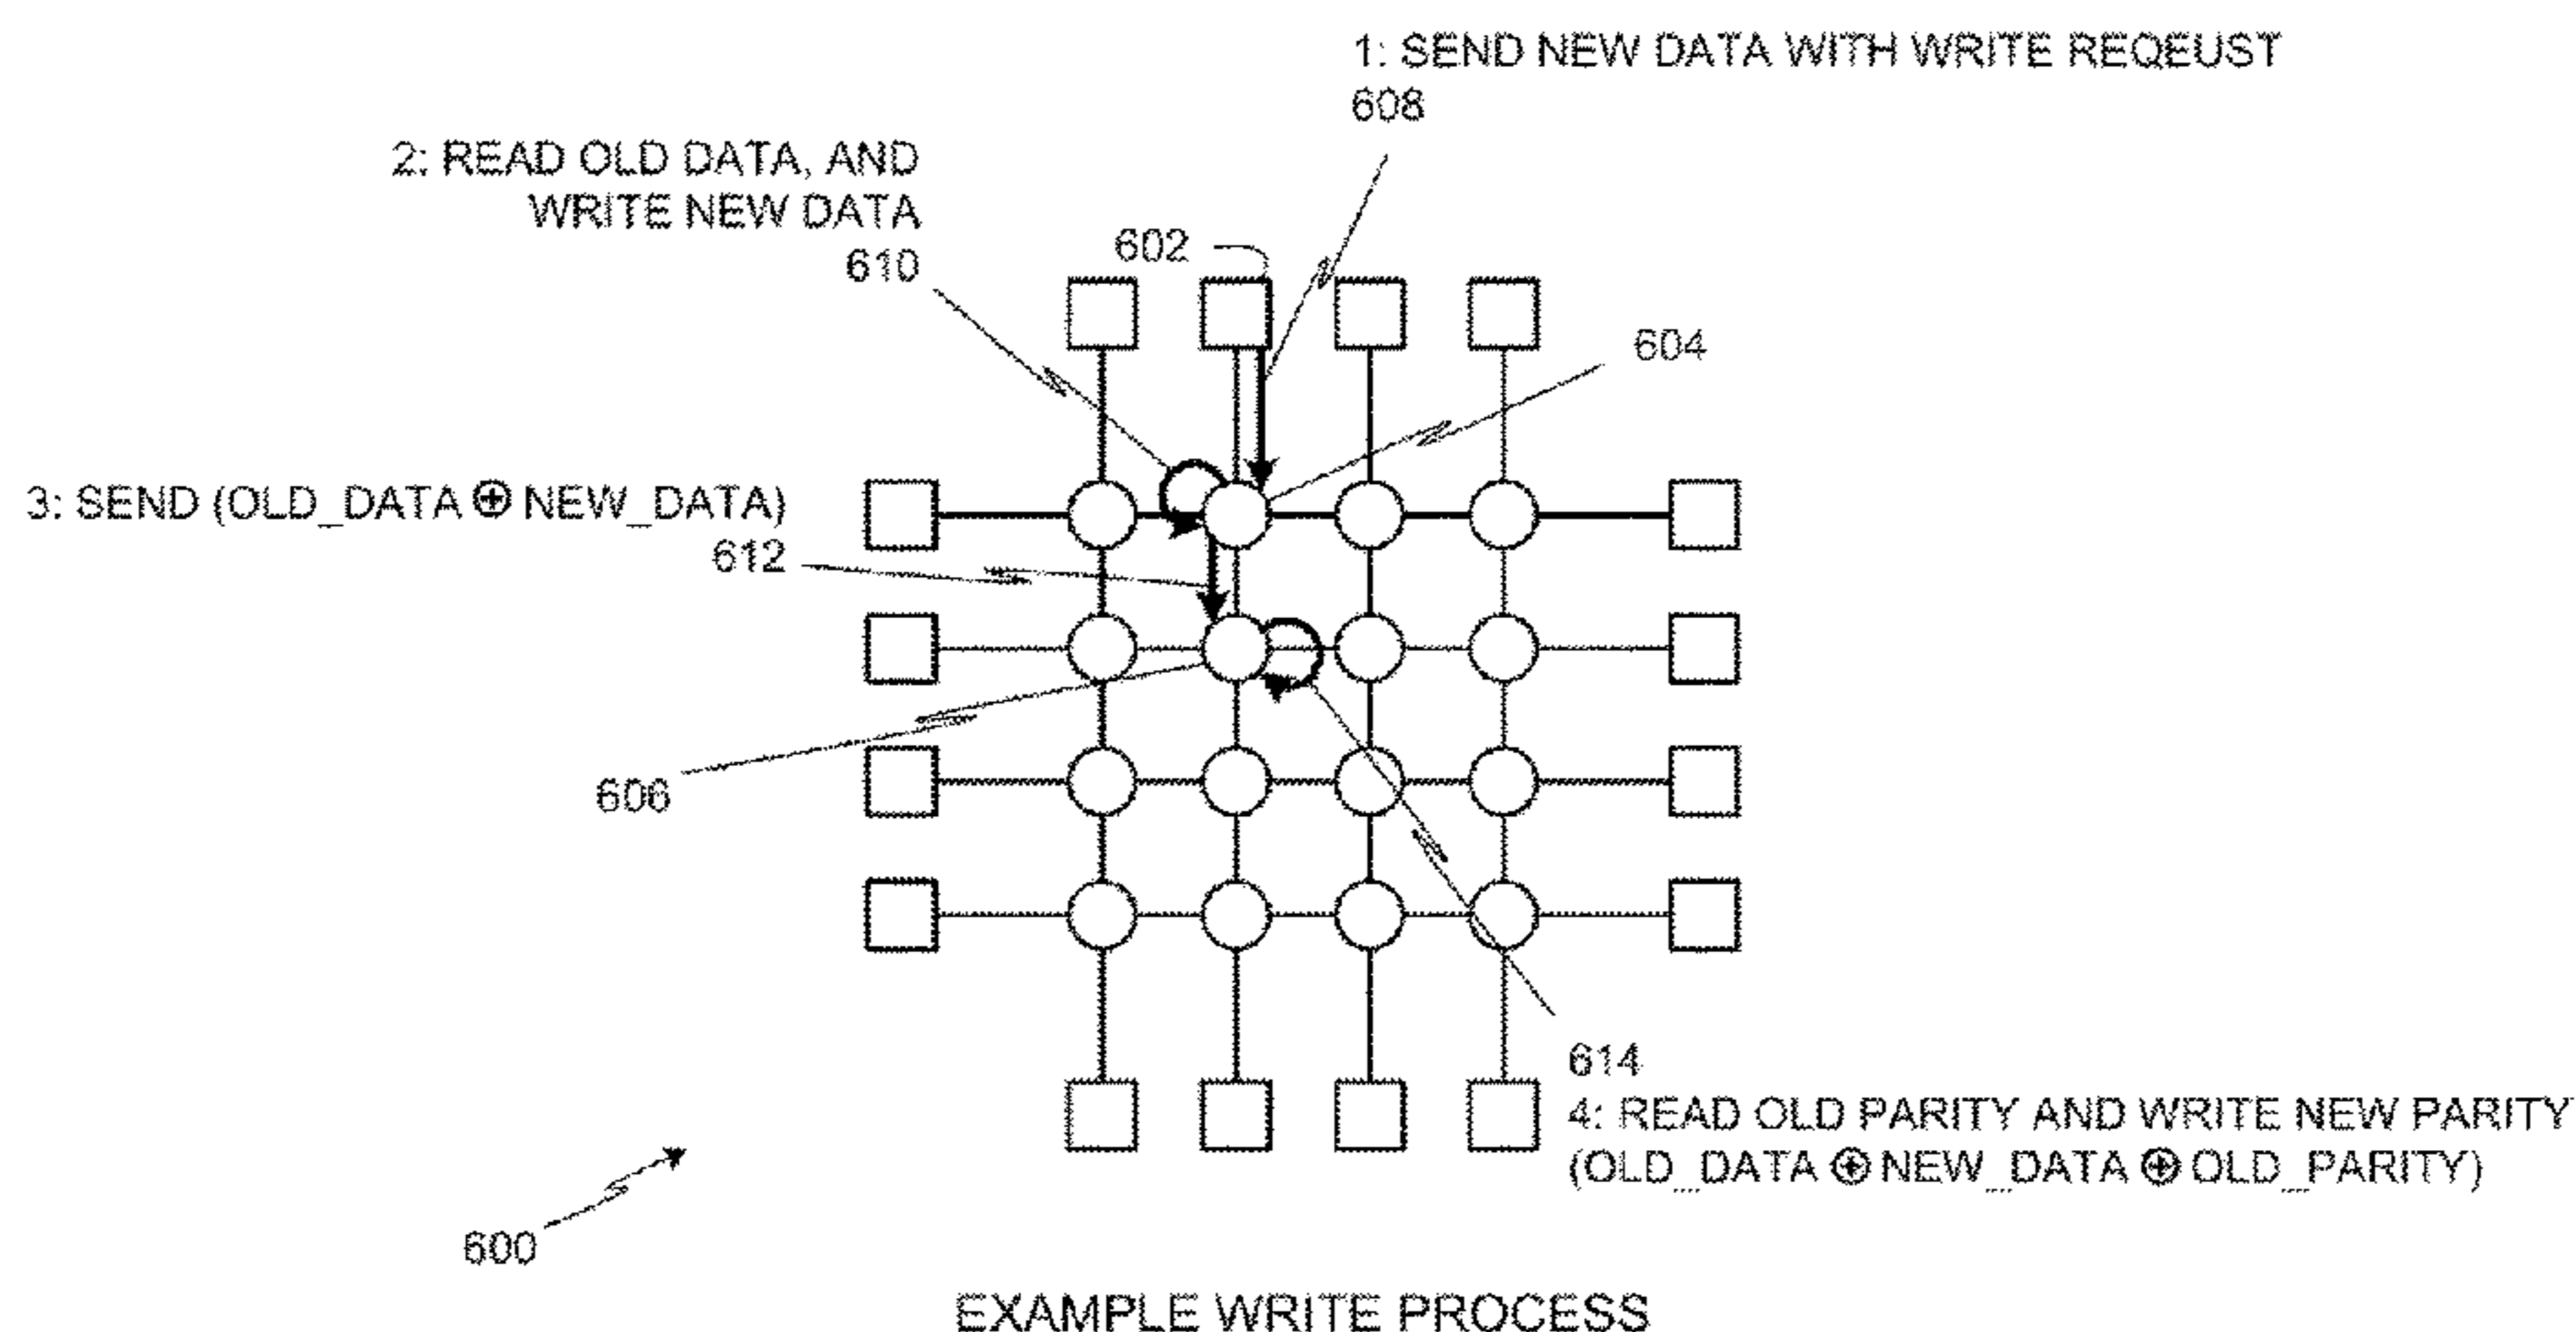 1: SEND NEW DATA WITH WRITE REQEUST
608
2: READ OLD DATA, AND
WRITE NEW DATA
610
602
604
3: SEND (OLD_DATA ⊕ NEW_DATA)
612
606
614
4: READ OLD PARITY AND WRITE NEW PARITY
(OLD_DATA ⊕ NEW_DATA ⊕ OLD_PARITY)
600
EXAMPLE WRITE PROCESS